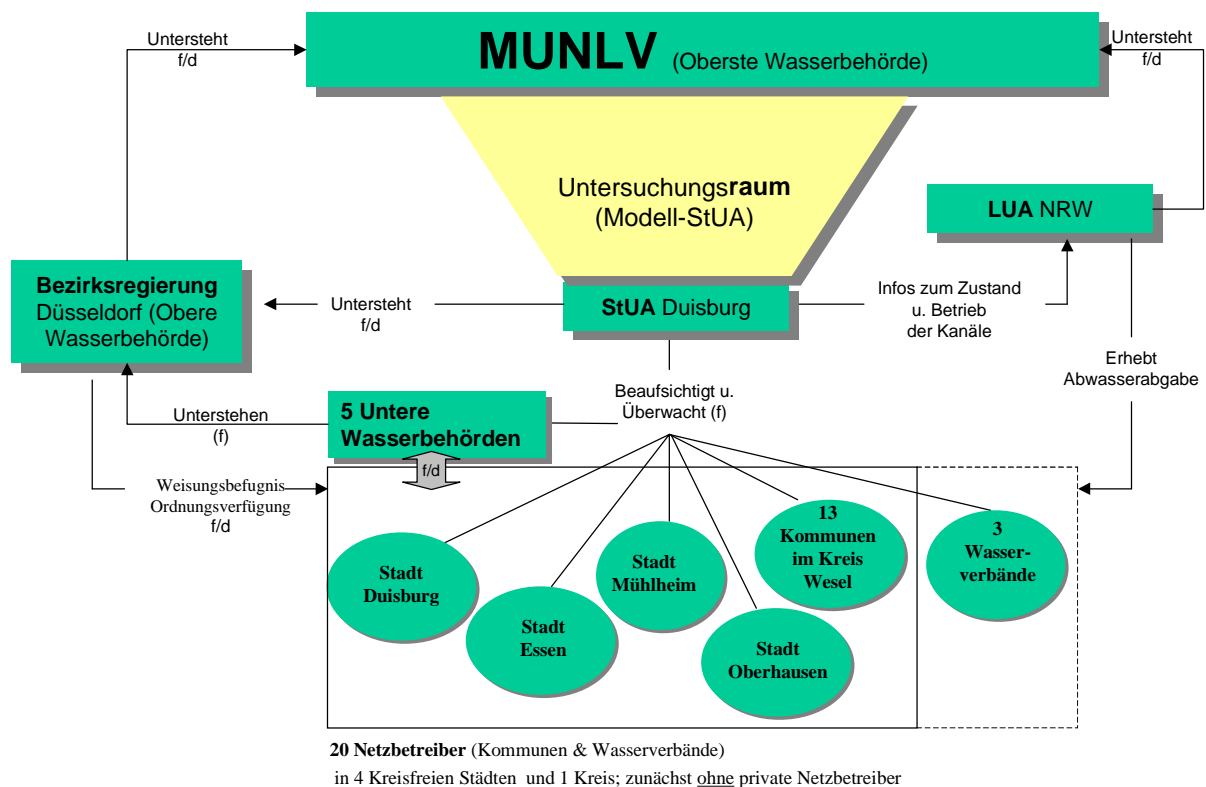 Untersteht
f/d
MUNLV (Oberste Wasserbehörde)
Untersteht
f/d
Untersuchungsraum
(Modell-StUA)
LUA NRW
Bezirksregierung
Düsseldorf (Obere
Wasserbehörde)
Untersteht
f/d
StUA Duisburg
Infos zum Zustand
u. Betrieb
der Kanäle
Erhebt
Abwasserabgabe
Beaufsichtigt u.
Überwacht (f)
Unterstehen
(f)
5 Untere
Wasserbehörden
f/d
Weisungsbefugnis
Ordnungsverfügung
f/d
Stadt
Duisburg
Stadt
Essen
Stadt
Mühlheim
Stadt
Oberhausen
13
Kommunen
im Kreis
Wesel
3
Wasser-
verbände
20 Netzbetreiber (Kommunen & Wasserverbände)
in 4 Kreisfreien Städten und 1 Kreis; zunächst ohne private Netzbetreiber